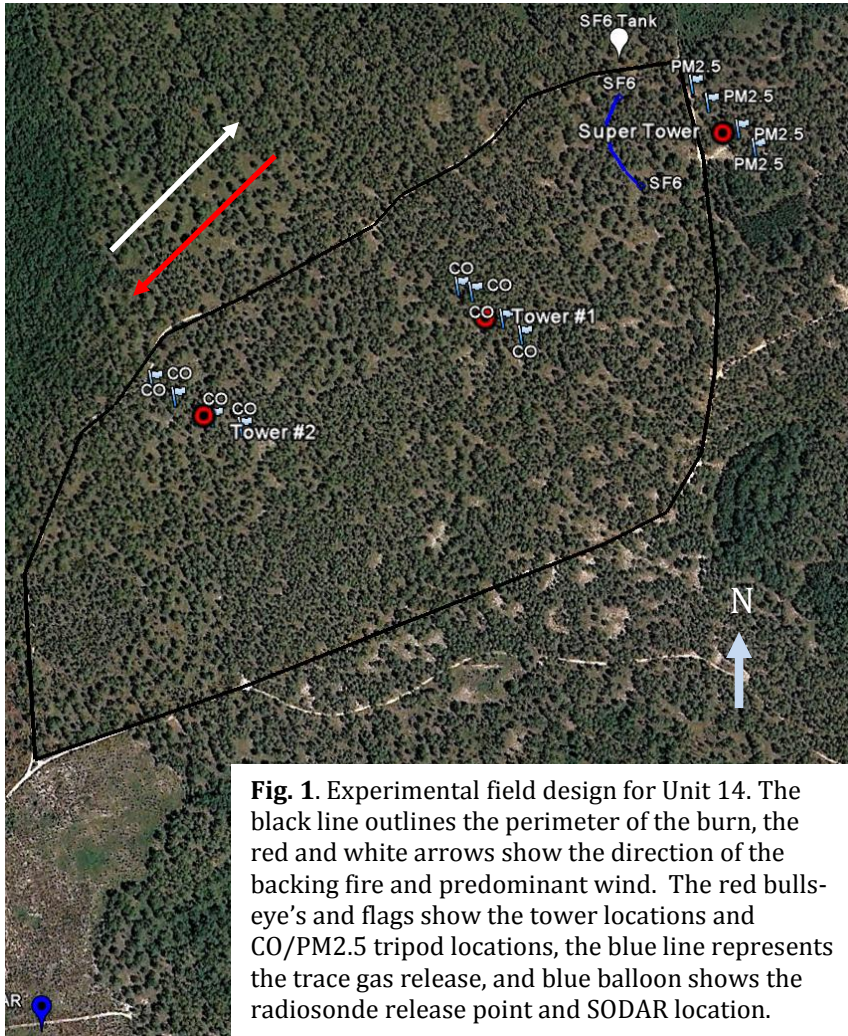 SF6 Tank
PM2.5
SF6
PM2.5
Super Tower
PM2.5
PM2.5
SF6
CO
CO
CO
Tower #1
CO
CO
CO
CO
CO
Tower #2
N
Fig. 1. Experimental field design for Unit 14. The
black line outlines the perimeter of the burn, the
red and white arrows show the direction of the
backing fire and predominant wind. The red bulls-
eye's and flags show the tower locations and
CO/PM2.5 tripod locations, the blue line represents
the trace gas release, and blue balloon shows the
radiosonde release point and SODAR location.
AR